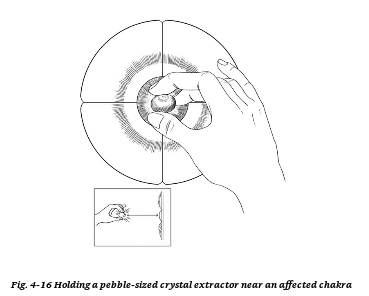 Fig. 4-16 Holding a pebble-sized crystal extractor near an affected chakra